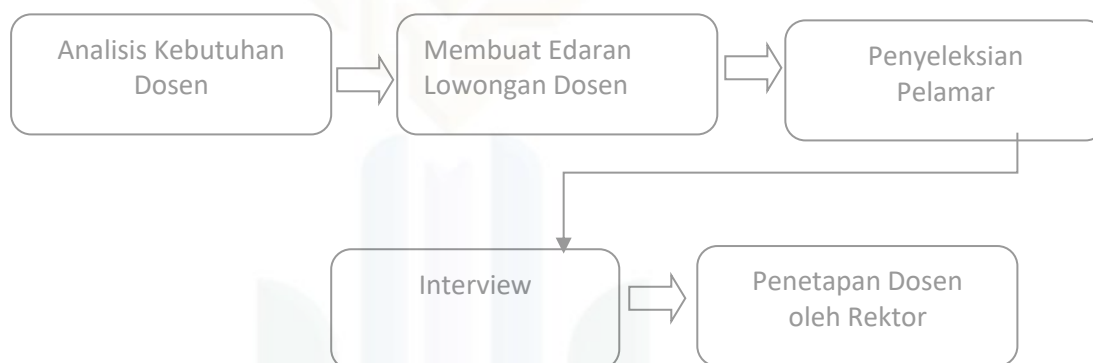 Analisis Kebutuhan
Dosen
Membuat Edaran
Lowongan Dosen
Penyeleksian
Pelamar
Interview
Penetapan Dosen
oleh Rektor